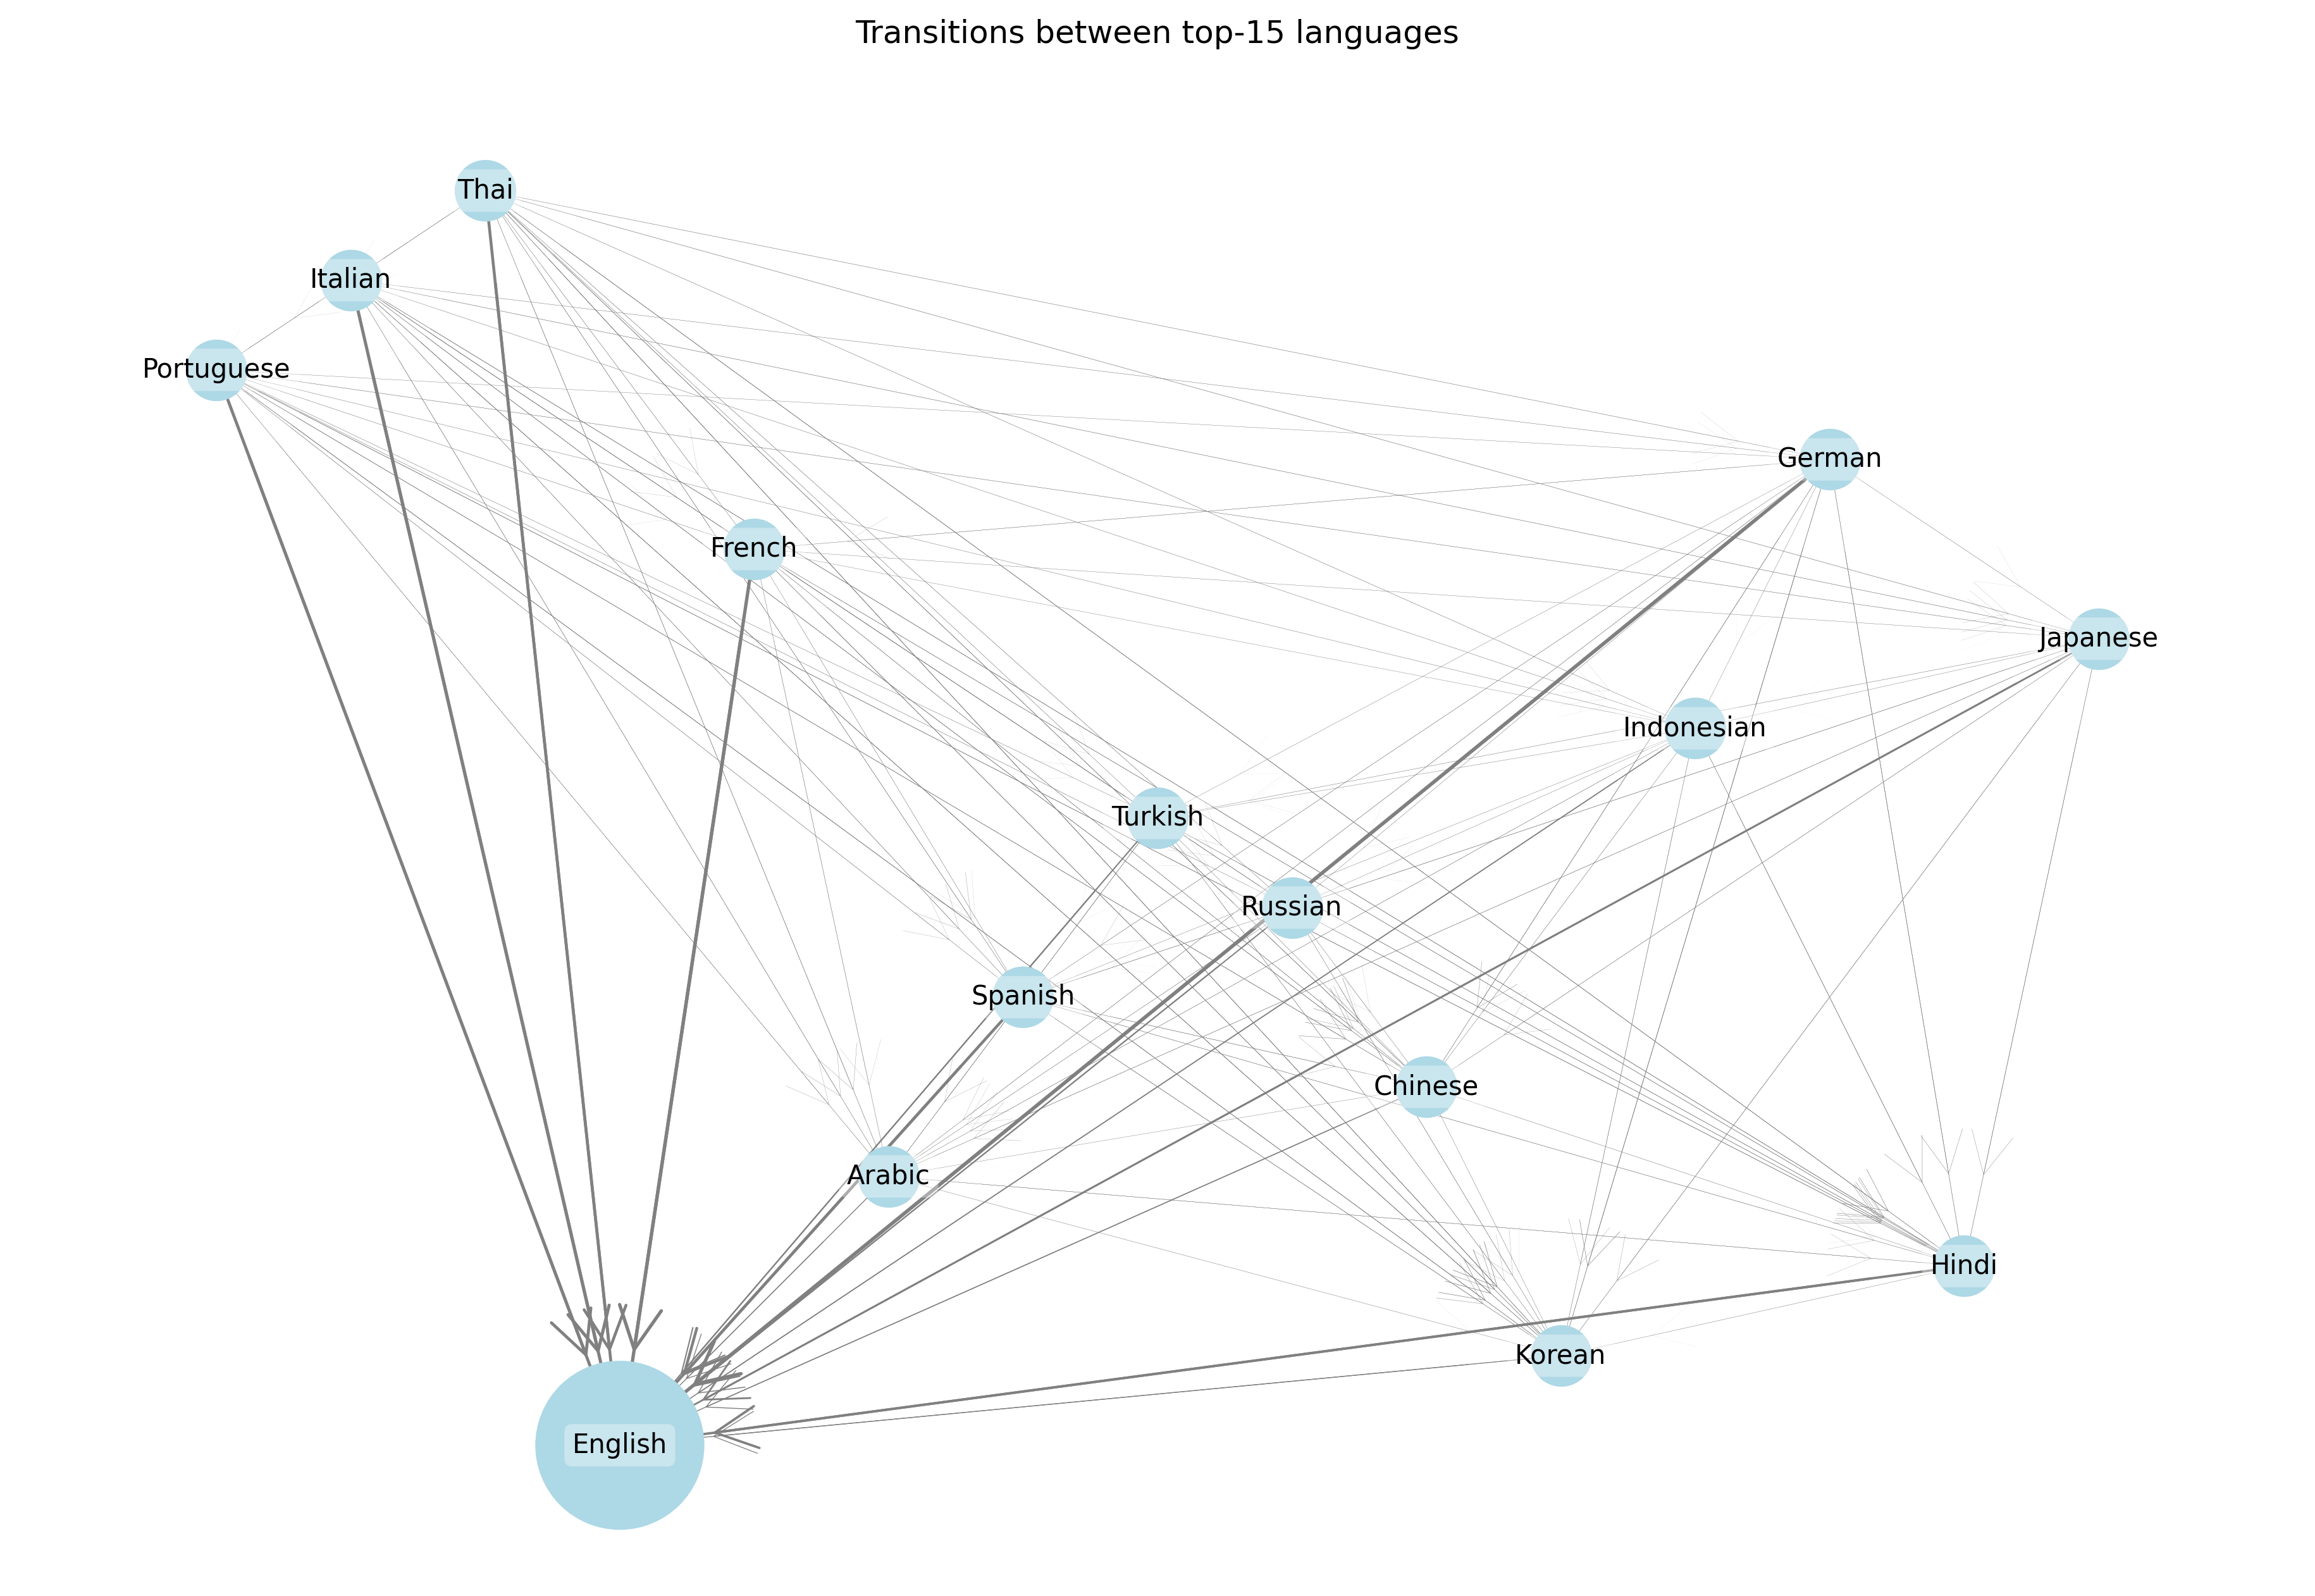 Transitions between top-15 languages
Thai
Italian
Portuguese
German
French
Japanese
Indonesian
Turkish
Russian
Spanish
Chinese
Arabic
Hindi
Korean
English